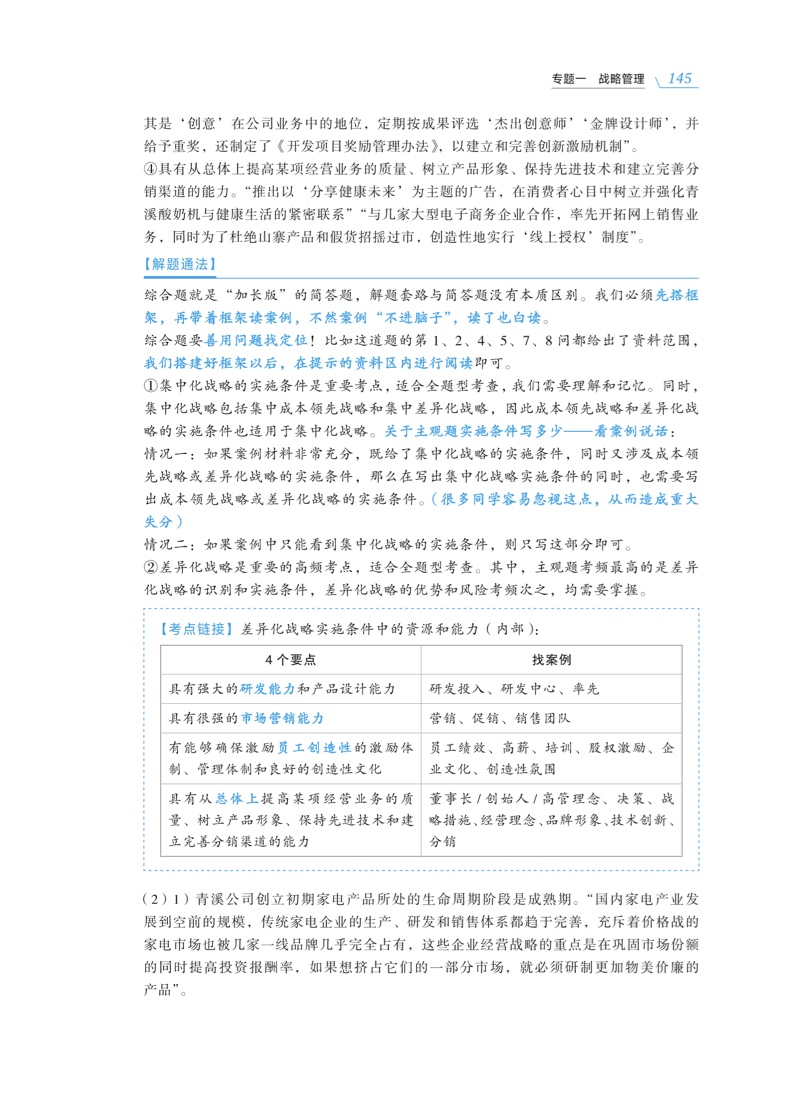 专题一 战略管理 145
其是‘创意’在公司业务中的地位，定期按成果评选‘杰出创意师’‘金牌设计师’，并
给予重奖，还制定了《开发项目奖励管理办法》，以建立和完善创新激励机制”。
④具有从总体上提高某项经营业务的质量、树立产品形象、保持先进技术和建立完善分
销渠道的能力。“推出以‘分享健康未来’为主题的广告，在消费者心目中树立并强化青
溪酸奶机与健康生活的紧密联系”“与几家大型电子商务企业合作，率先开拓网上销售业
务，同时为了杜绝山寨产品和假货招摇过市，创造性地实行‘线上授权’制度”。
【解题通法】
综合题就是“加长版”的简答题，解题套路与简答题没有本质区别。我们必须先搭框
架，再带着框架读案例，不然案例“不进脑子”，读了也白读。
综合题要善用问题找定位！比如这道题的第 1、2、4、5、7、8 问都给出了资料范围，
我们搭建好框架以后，在提示的资料区内进行阅读即可。
①集中化战略的实施条件是重要考点，适合全题型考查，我们需要理解和记忆。同时，
集中化战略包括集中成本领先战略和集中差异化战略，因此成本领先战略和差异化战
略的实施条件也适用于集中化战略。关于主观题实施条件写多少——看案例说话：
情况一：如果案例材料非常充分，既给了集中化战略的实施条件，同时又涉及成本领
先战略或差异化战略的实施条件，那么在写出集中化战略实施条件的同时，也需要写
出成本领先战略或差异化战略的实施条件。（很多同学容易忽视这点，从而造成重大
失分）
情况二：如果案例中只能看到集中化战略的实施条件，则只写这部分即可。
②差异化战略是重要的高频考点，适合全题型考查。其中，主观题考频最高的是差异
化战略的识别和实施条件，差异化战略的优势和风险考频次之，均需要掌握。
【考点链接】差异化战略实施条件中的资源和能力（内部）：
4 个要点 找案例
具有强大的研发能力和产品设计能力 研发投入、研发中心、率先
具有很强的市场营销能力 营销、促销、销售团队
有能够确保激励员工创造性的激励体 员工绩效、高薪、培训、股权激励、企
制、管理体制和良好的创造性文化 业文化、创造性氛围
具有从总体上提高某项经营业务的质 董事长 / 创始人 / 高管理念、决策、战
量、树立产品形象、保持先进技术和建 略措施、经营理念、品牌形象、技术创新、
立完善分销渠道的能力 分销
（2）1）青溪公司创立初期家电产品所处的生命周期阶段是成熟期。“国内家电产业发
展到空前的规模，传统家电企业的生产、研发和销售体系都趋于完善，充斥着价格战的
家电市场也被几家一线品牌几乎完全占有，这些企业经营战略的重点是在巩固市场份额
的同时提高投资报酬率，如果想挤占它们的一部分市场，就必须研制更加物美价廉的
产品”。